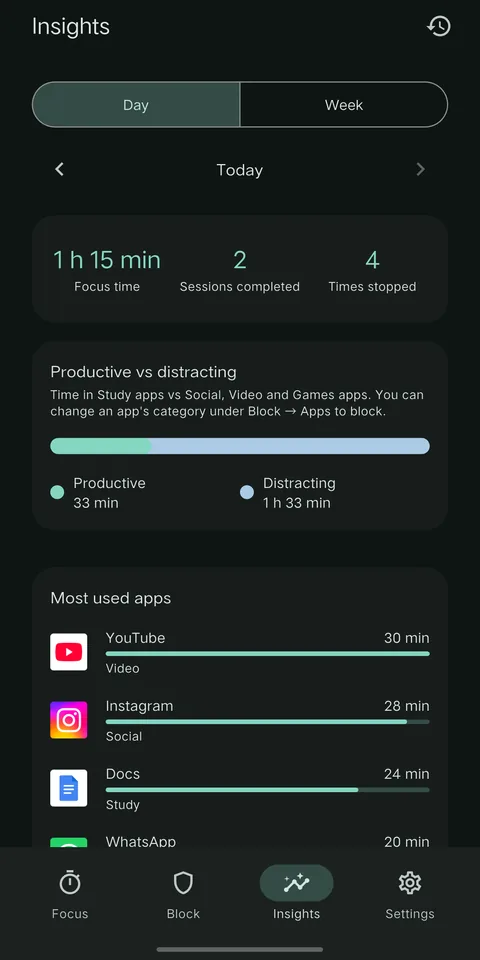 Insights
Day
Week
Today
1 h 15 min
Focus time
2
Sessions completed
4
Times stopped
Productive vs distracting
Time in Study apps vs Social, Video and Games apps. You can
change an app's category under Block → Apps to block.
Productive
33 min
Distracting
1 h 33 min
Most used apps
YouTube
30 min
Video
Instagram
28 min
Social
Docs
24 min
Study
WhatsApp
20 min
Focus
Block
Insights
Settings